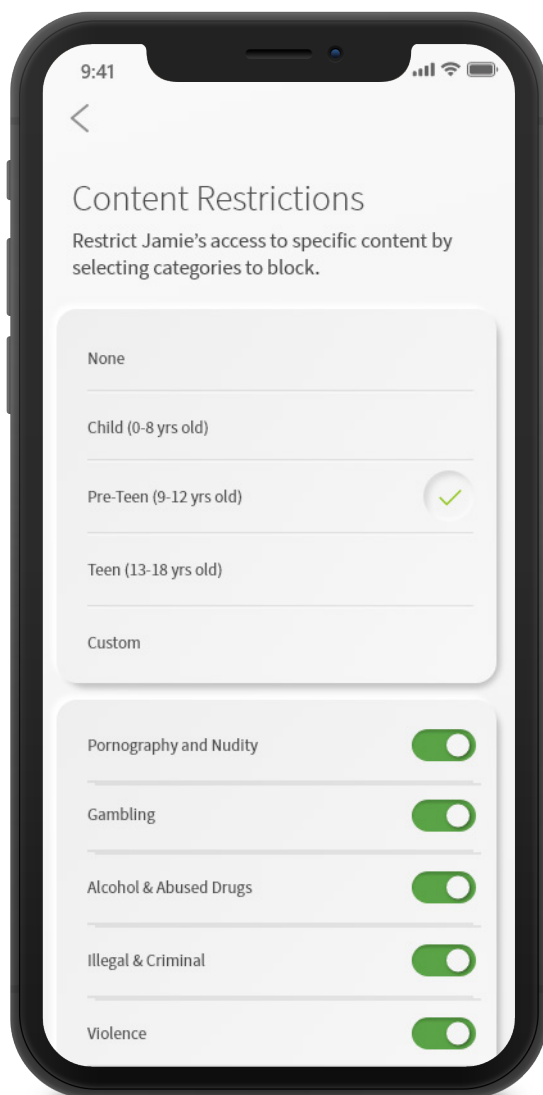 9:41
Content Restrictions
Restrict Jamie’s access to specific content by
selecting categories to block.
None
Child (0-8 yrs old)
Pre-Teen (9-12 yrs old)
Teen (13-18 yrs old)
Custom
Pornography and Nudity
Gambling
Alcohol & Abused Drugs
Illegal & Criminal
Violence